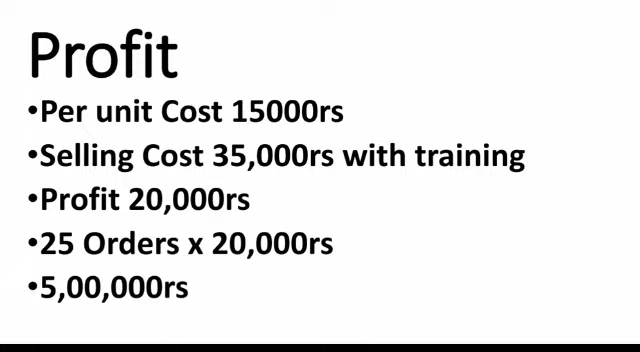 Profit
•Per unit Cost 15000rs
•Selling Cost 35,000rs with training
•Profit 20,000rs
•25 Orders x 20,000rs
•5,00,000rs